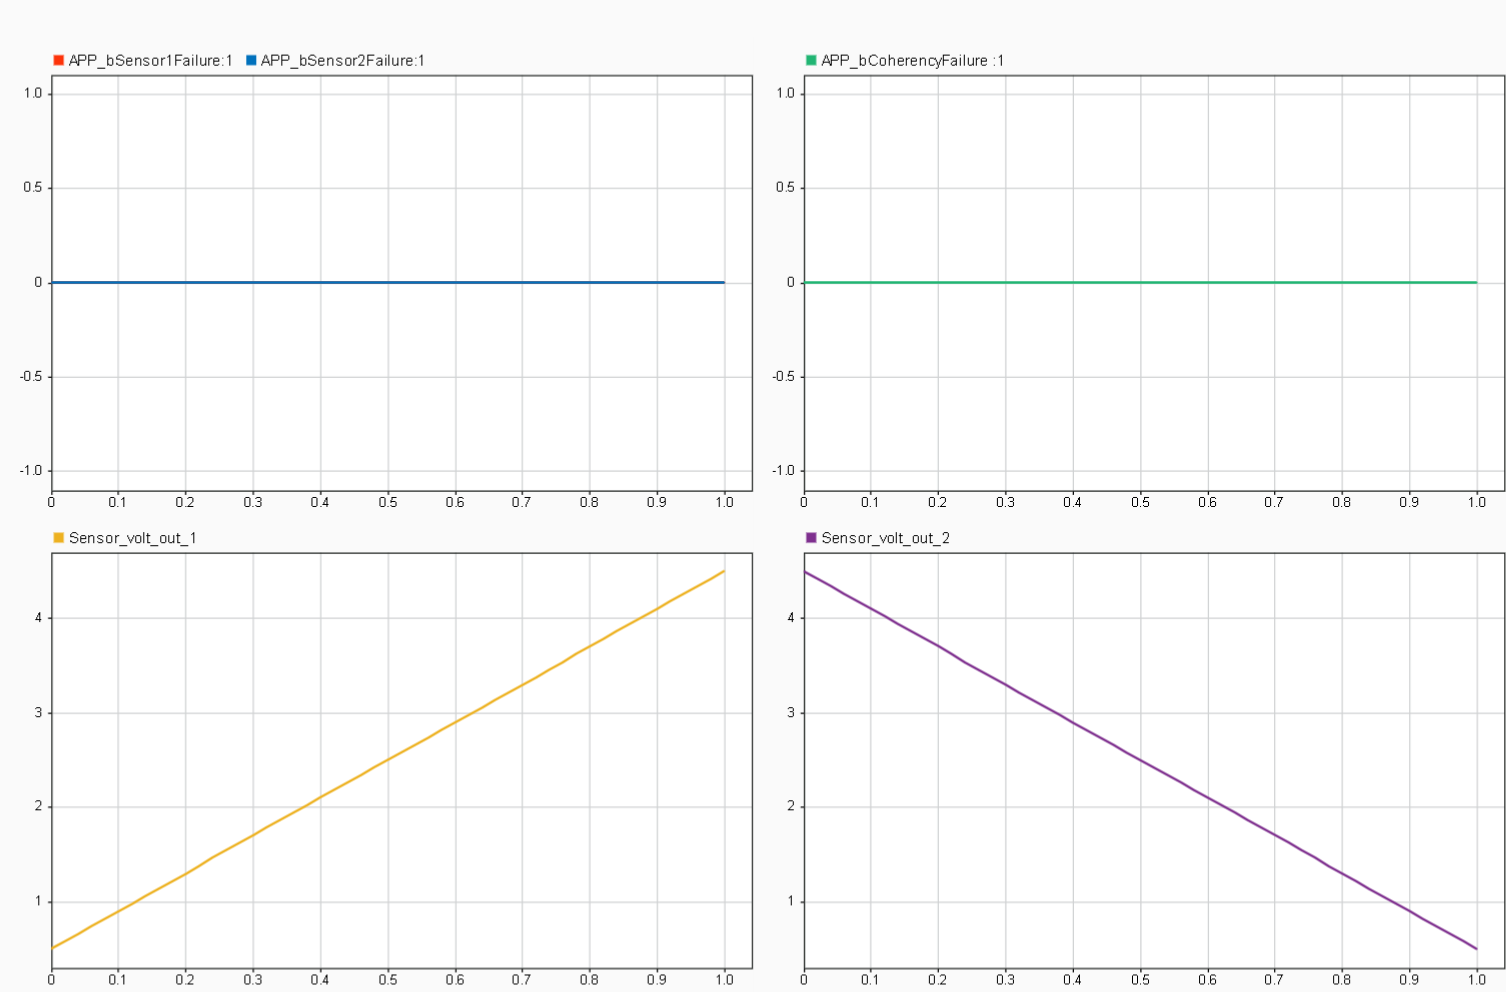 APP_bSensor1Failure:1 APP_bSensor2Failure:1
1.0
0.5
0
-0.5
-1.0
0 0.1 0.2 0.3 0.4 0.5 0.6 0.7 0.8 0.9 1.0
APP_bCoherencyFailure :1
1.0
0.5
0
-0.5
-1.0
0 0.1 0.2 0.3 0.4 0.5 0.6 0.7 0.8 0.9 1.0
Sensor_volt_out_1
4
3
2
1
0 0.1 0.2 0.3 0.4 0.5 0.6 0.7 0.8 0.9 1.0
Sensor_volt_out_2
4
3
2
1
0 0.1 0.2 0.3 0.4 0.5 0.6 0.7 0.8 0.9 1.0